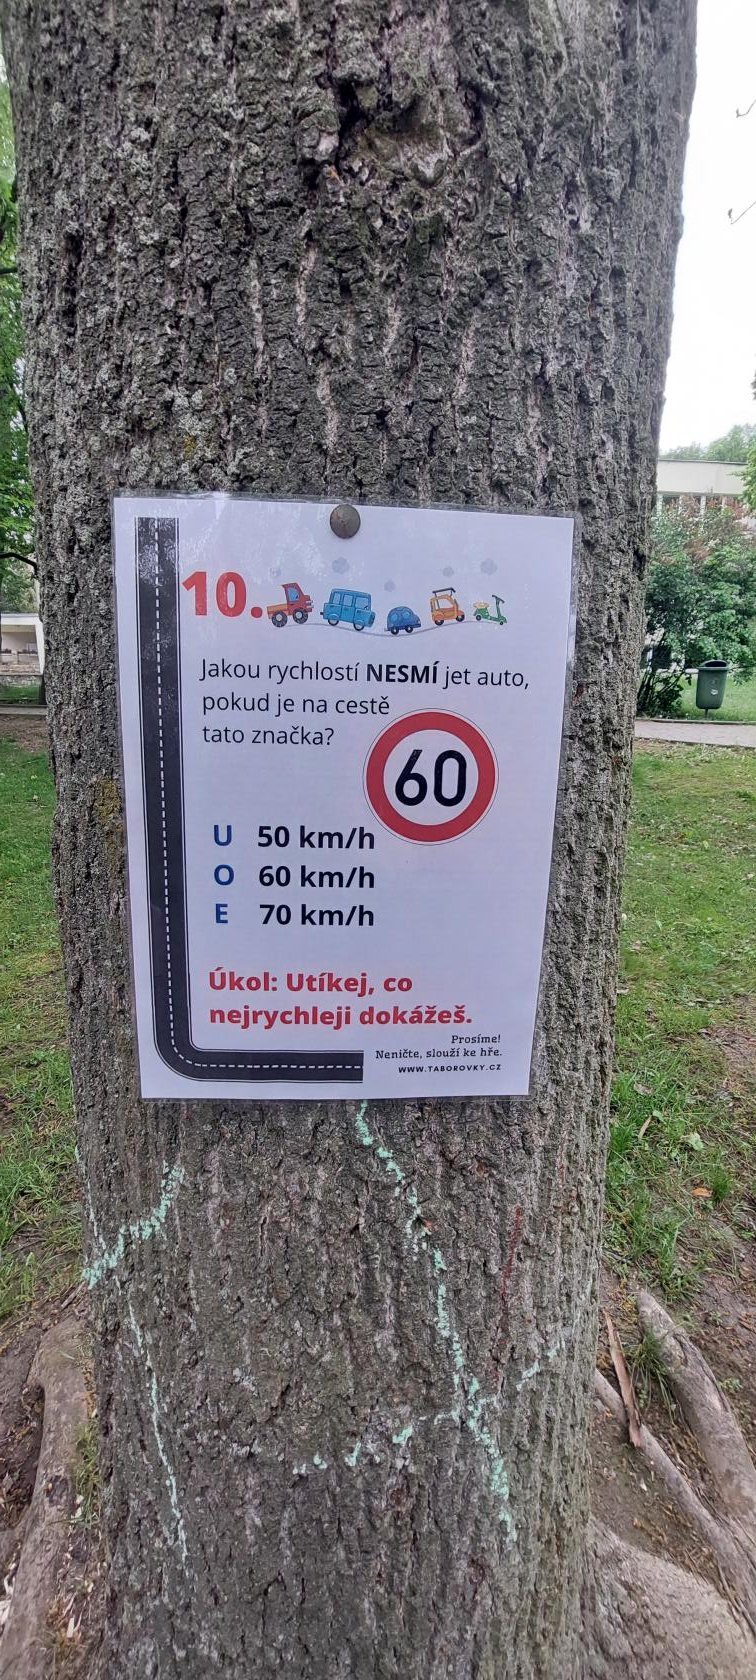 10.
Jakou rychlostí NESMÍ jet auto,
pokud je na cestě
tato značka?
60
U 50 km/h
O 60 km/h
E 70 km/h
Úkol: Utíkej, co
nejrychleji dokážeš.
Prosíme!
Neničte, slouží ke hře.
WWW.TABOROVKY.CZ